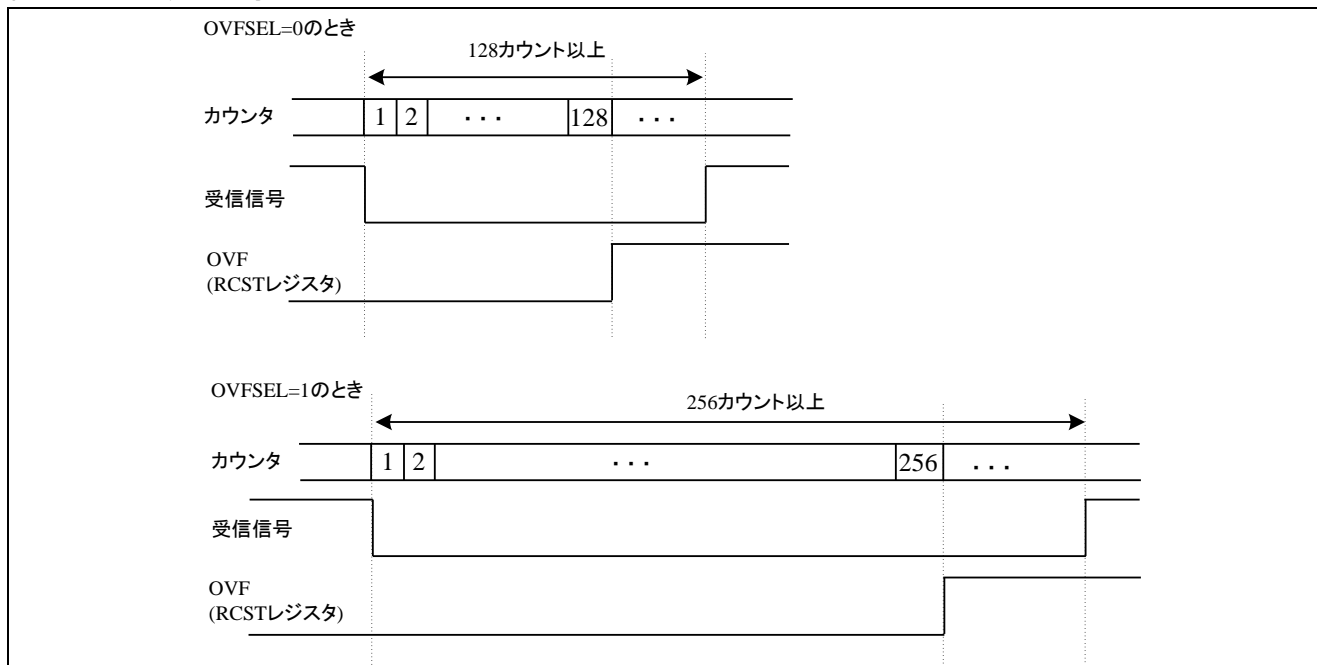 OVFSEL=0のとき
128カウント以上
カウンタ 1 2 ・・・ 128 ・・・
受信信号
OVF
(RCSTレジスタ)
OVFSEL=1のとき
256カウント以上
カウンタ 1 2 ・・・ 256 ・・・
受信信号
OVF
(RCSTレジスタ)